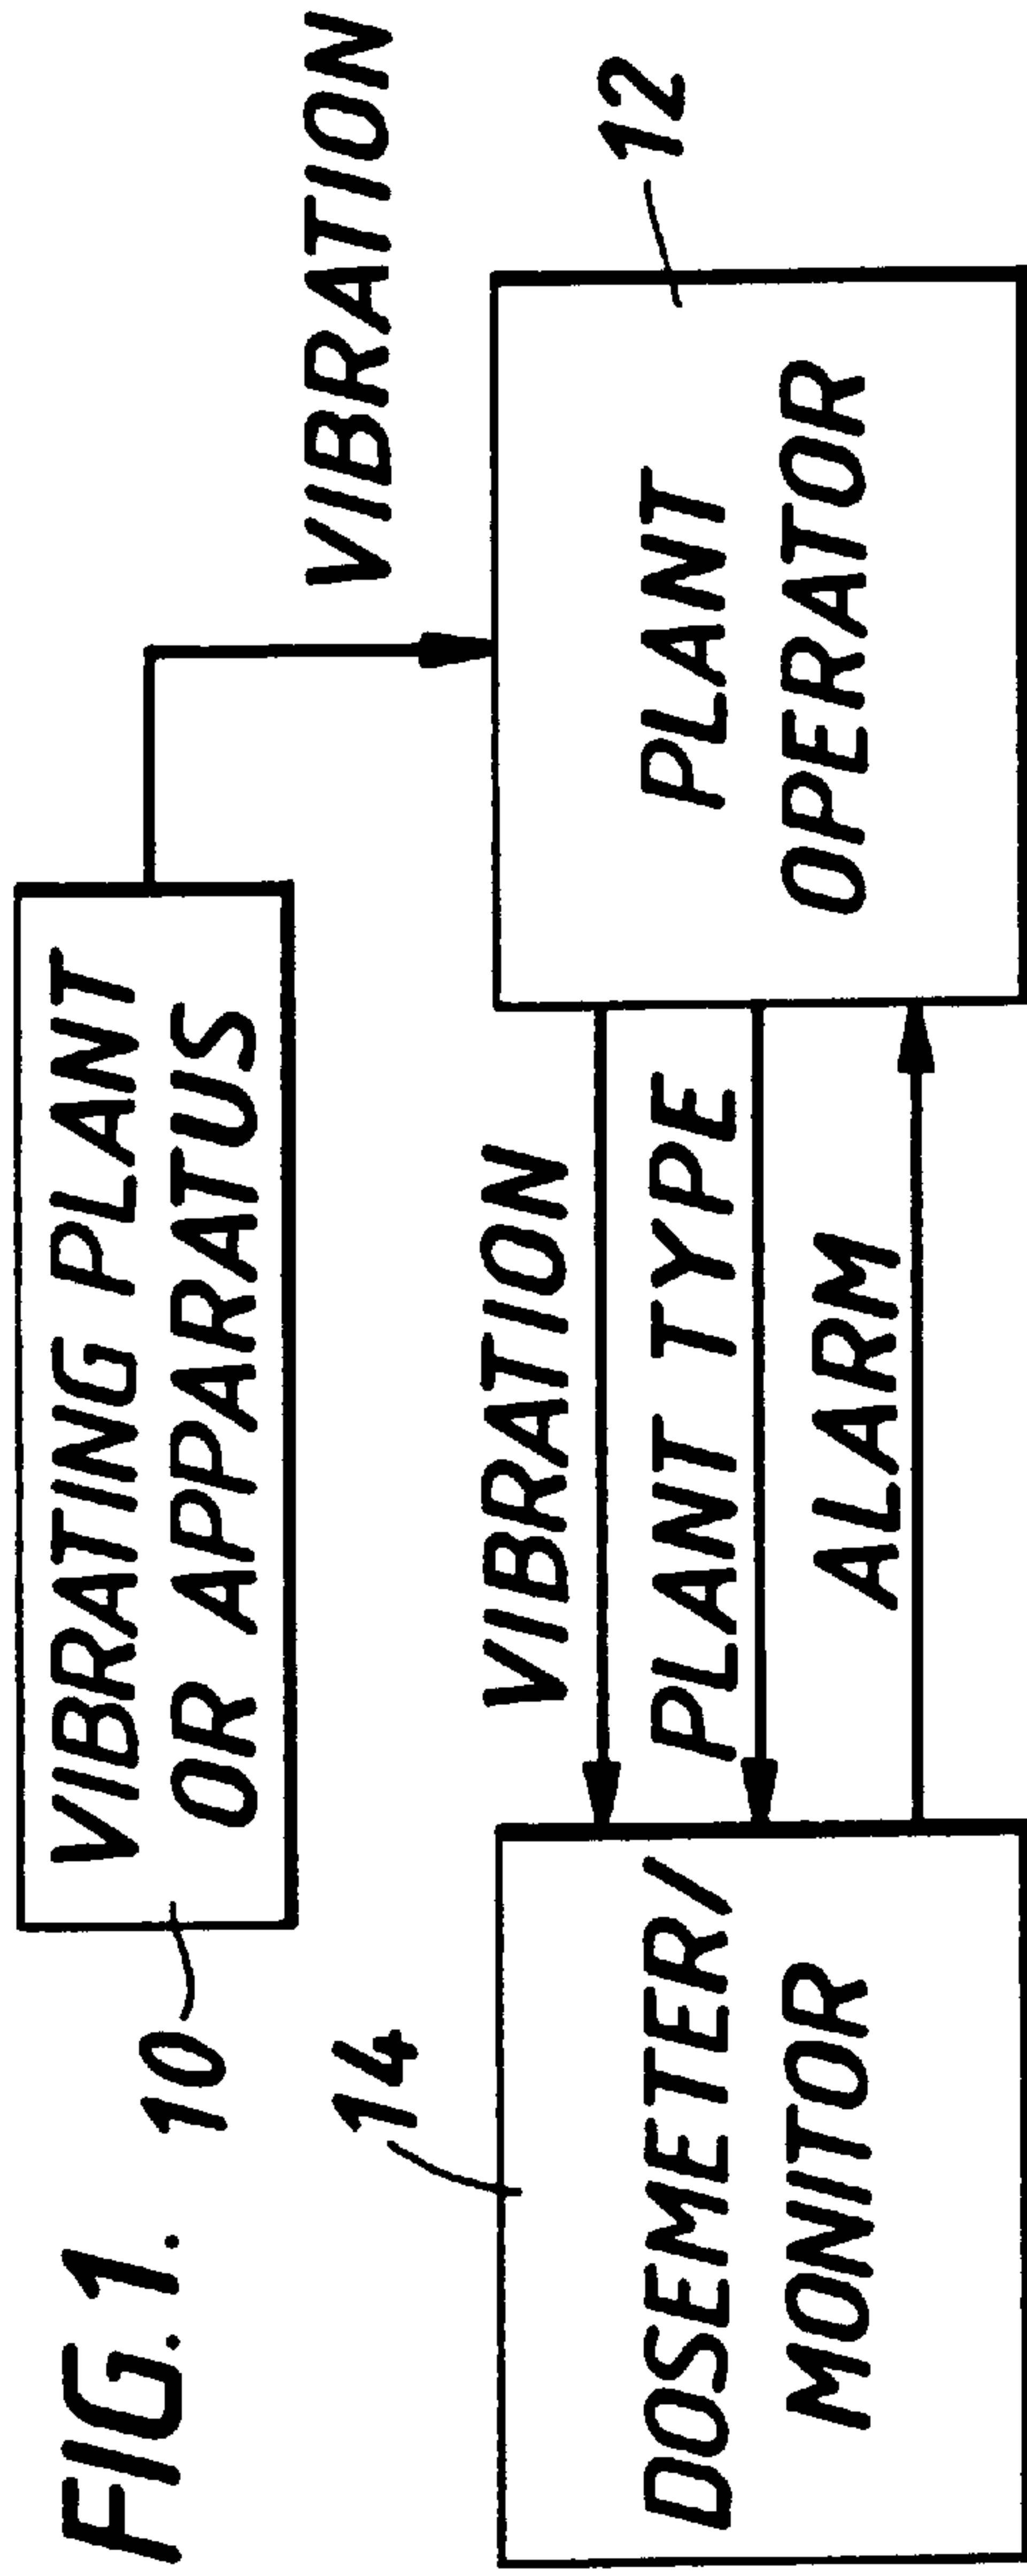 FIG.1.
10
VIBRATING PLANT
OR APPARATUS
VIBRATION
14
DOSEMETER/
MONITOR
VIBRATION
PLANT TYPE
ALARM
PLANT
OPERATOR
12